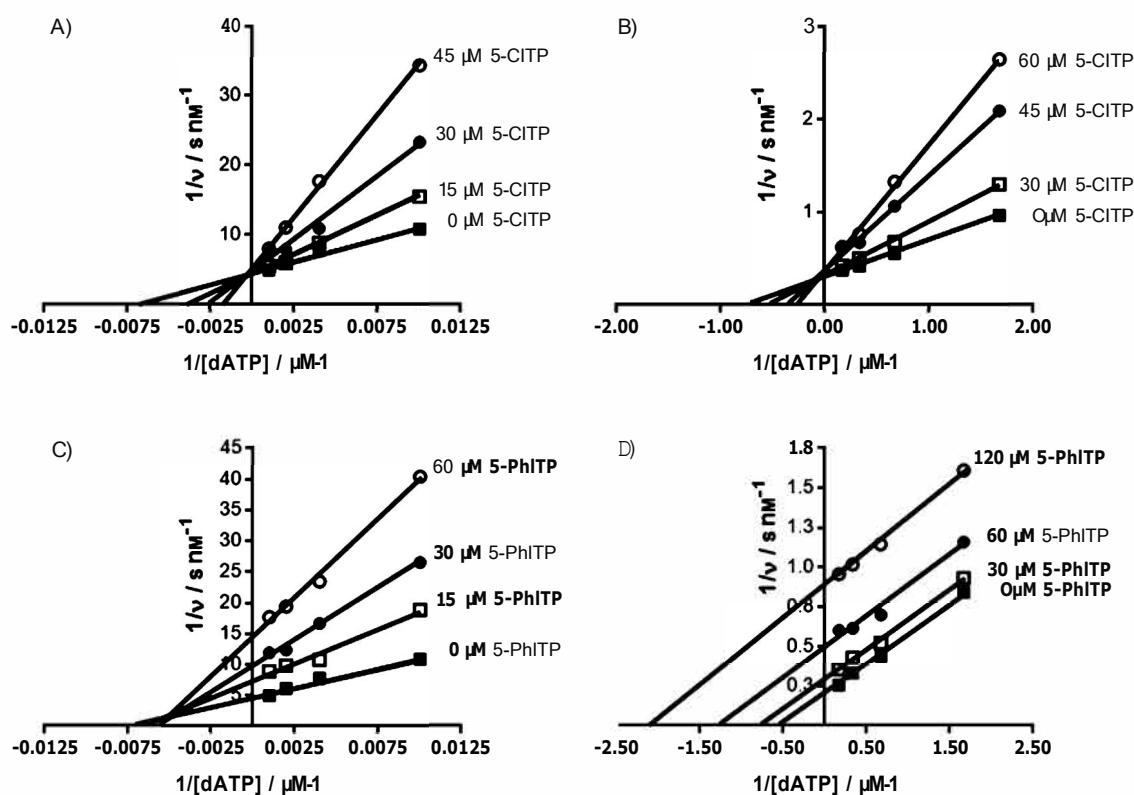 A)
40
30
20
10
1/ν / s nM⁻¹
45 µM 5-CITP
30 µM 5-CITP
15 µM 5-CITP
0 µM 5-CITP
-0.0125 -0.0075 -0.0025 0.0025 0.0075 0.0125
1/[dATP] / µM-1
B)
3
2
1
1/ν / s nM⁻¹
60 µM 5-CITP
45 µM 5-CITP
30 µM 5-CITP
OµM 5-CITP
-2.00 -1.00 0.00 1.00 2.00
1/[dATP] / µM-1
C)
45
40
35
30
25
20
15
10
5
1/ν / s nM⁻¹
60 µM 5-PhITP
30 µM 5-PhITP
15 µM 5-PhITP
0 µM 5-PhITP
-0.0125 -0.0075 -0.0025 0.0025 0.0075 0.0125
1/[dATP] / µM-1
D)
1.8
1.5
1.3
1.0
0.8
0.5
0.3
1/ν / s nM⁻¹
120 µM 5-PhITP
60 µM 5-PhITP
30 µM 5-PhITP
OµM 5-PhITP
-2.50 -1.50 -0.50 0.50 1.50 2.50
1/[dATP] / µM-1